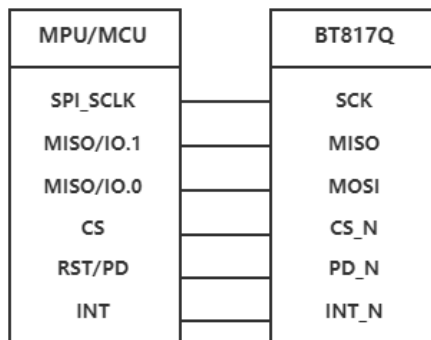 MPU/MCU BT817Q
SPI_SCLK SCK
MISO/IO.1 MISO
MISO/IO.0 MOSI
CS CS_N
RST/PD PD_N
INT INT_N